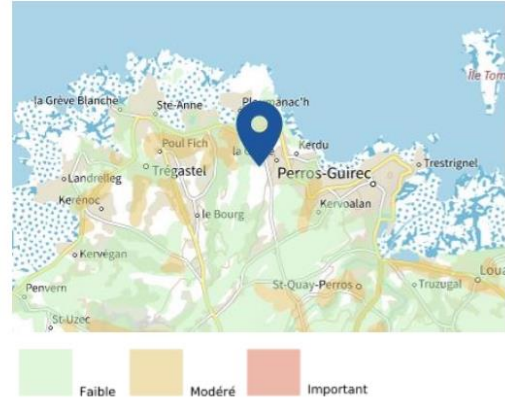 Île Tom
la Grève Blanche
Ste-Anne
Ploumanac'h
Poul Fich
Kerdu
Trestrignel
Trégastel
Perros-Guirec
Landrelleg
Kerénoc
le Bourg
Kervoalan
Kervégan
Penvern
St-Quay-Perros
Truzugal
Loua
St-Uzec
Faible
Modéré
Important